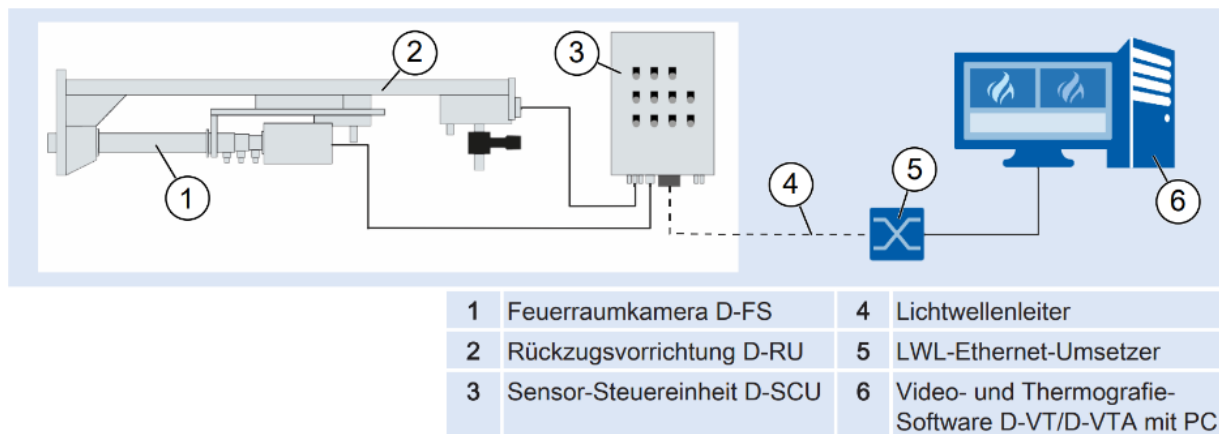 2
3
1
4
5
6
1 Feuerraumkamera D-FS 4 Lichtwellenleiter
2 Rückzugsvorrichtung D-RU 5 LWL-Ethernet-Umsetzer
3 Sensor-Steuereinheit D-SCU 6 Video- und Thermografie-
Software D-VT/D-VTA mit PC